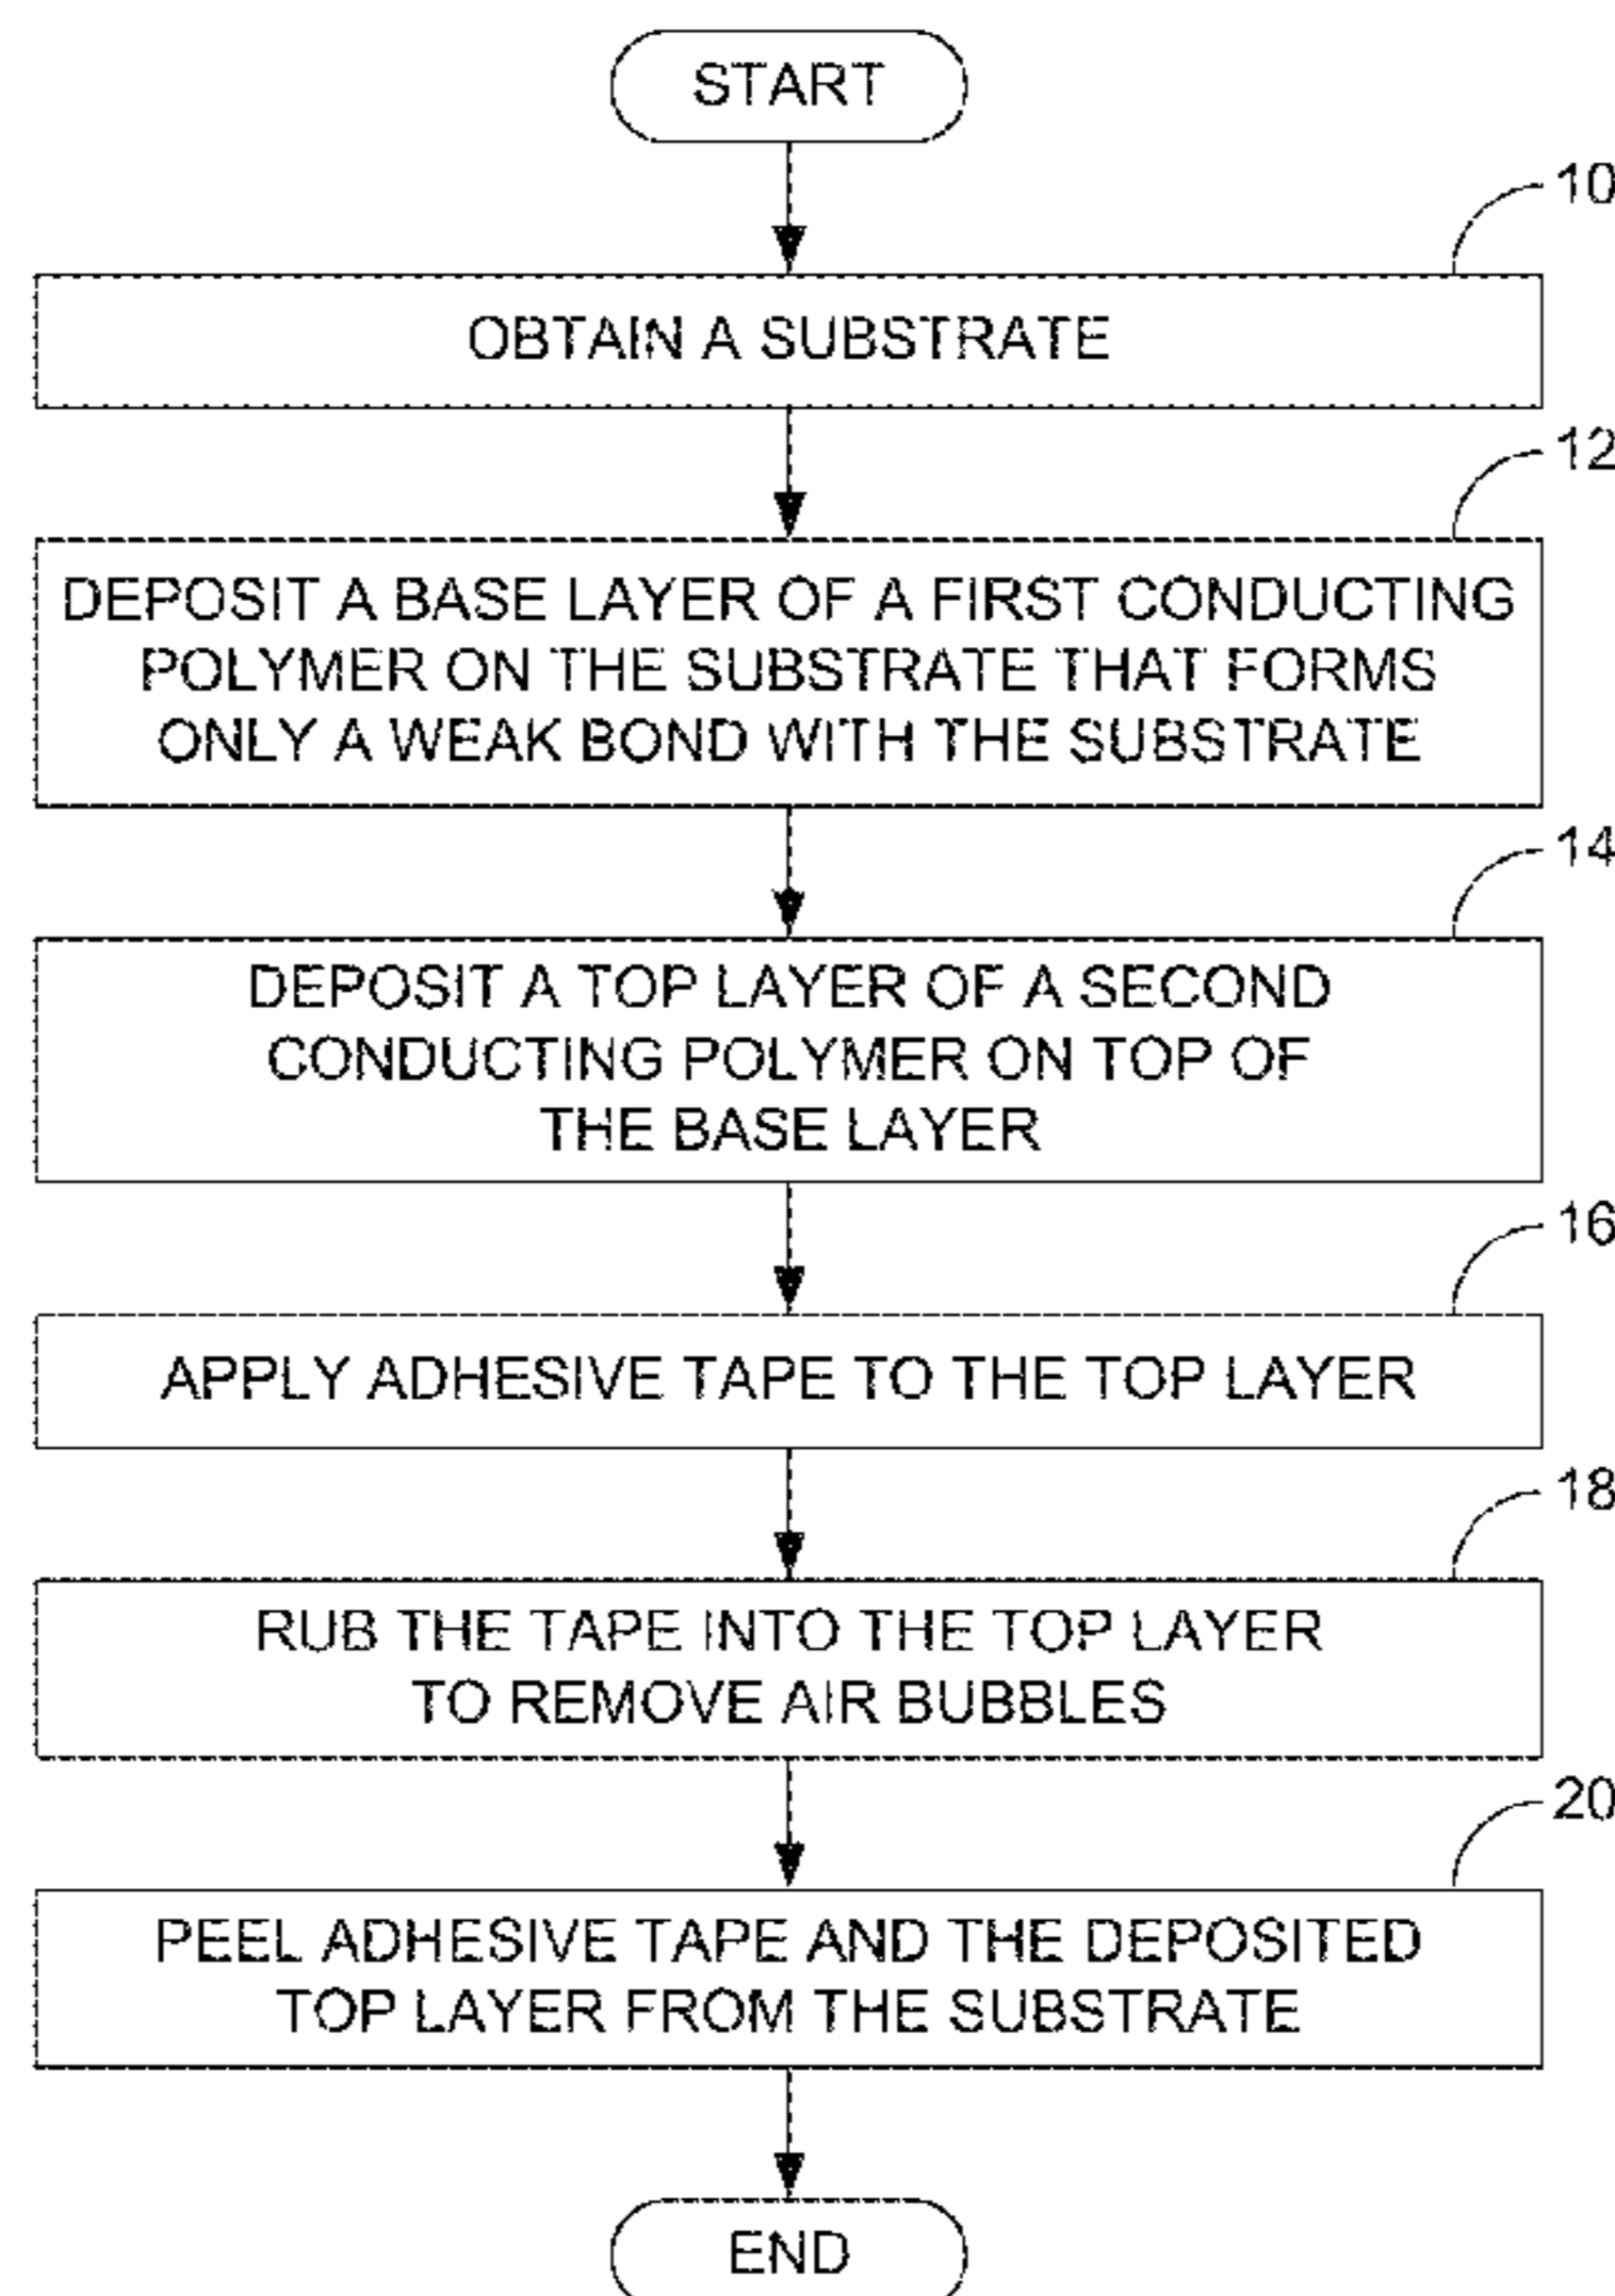 START
10
OBTAIN A SUBSTRATE
12
DEPOSIT A BASE LAYER OF A FIRST CONDUCTING
POLYMER ON THE SUBSTRATE THAT FORMS
ONLY A WEAK BOND WITH THE SUBSTRATE
14
DEPOSIT A TOP LAYER OF A SECOND
CONDUCTING POLYMER ON TOP OF
THE BASE LAYER
16
APPLY ADHESIVE TAPE TO THE TOP LAYER
18
RUB THE TAPE INTO THE TOP LAYER
TO REMOVE AIR BUBBLES
20
PEEL ADHESIVE TAPE AND THE DEPOSITED
TOP LAYER FROM THE SUBSTRATE
END